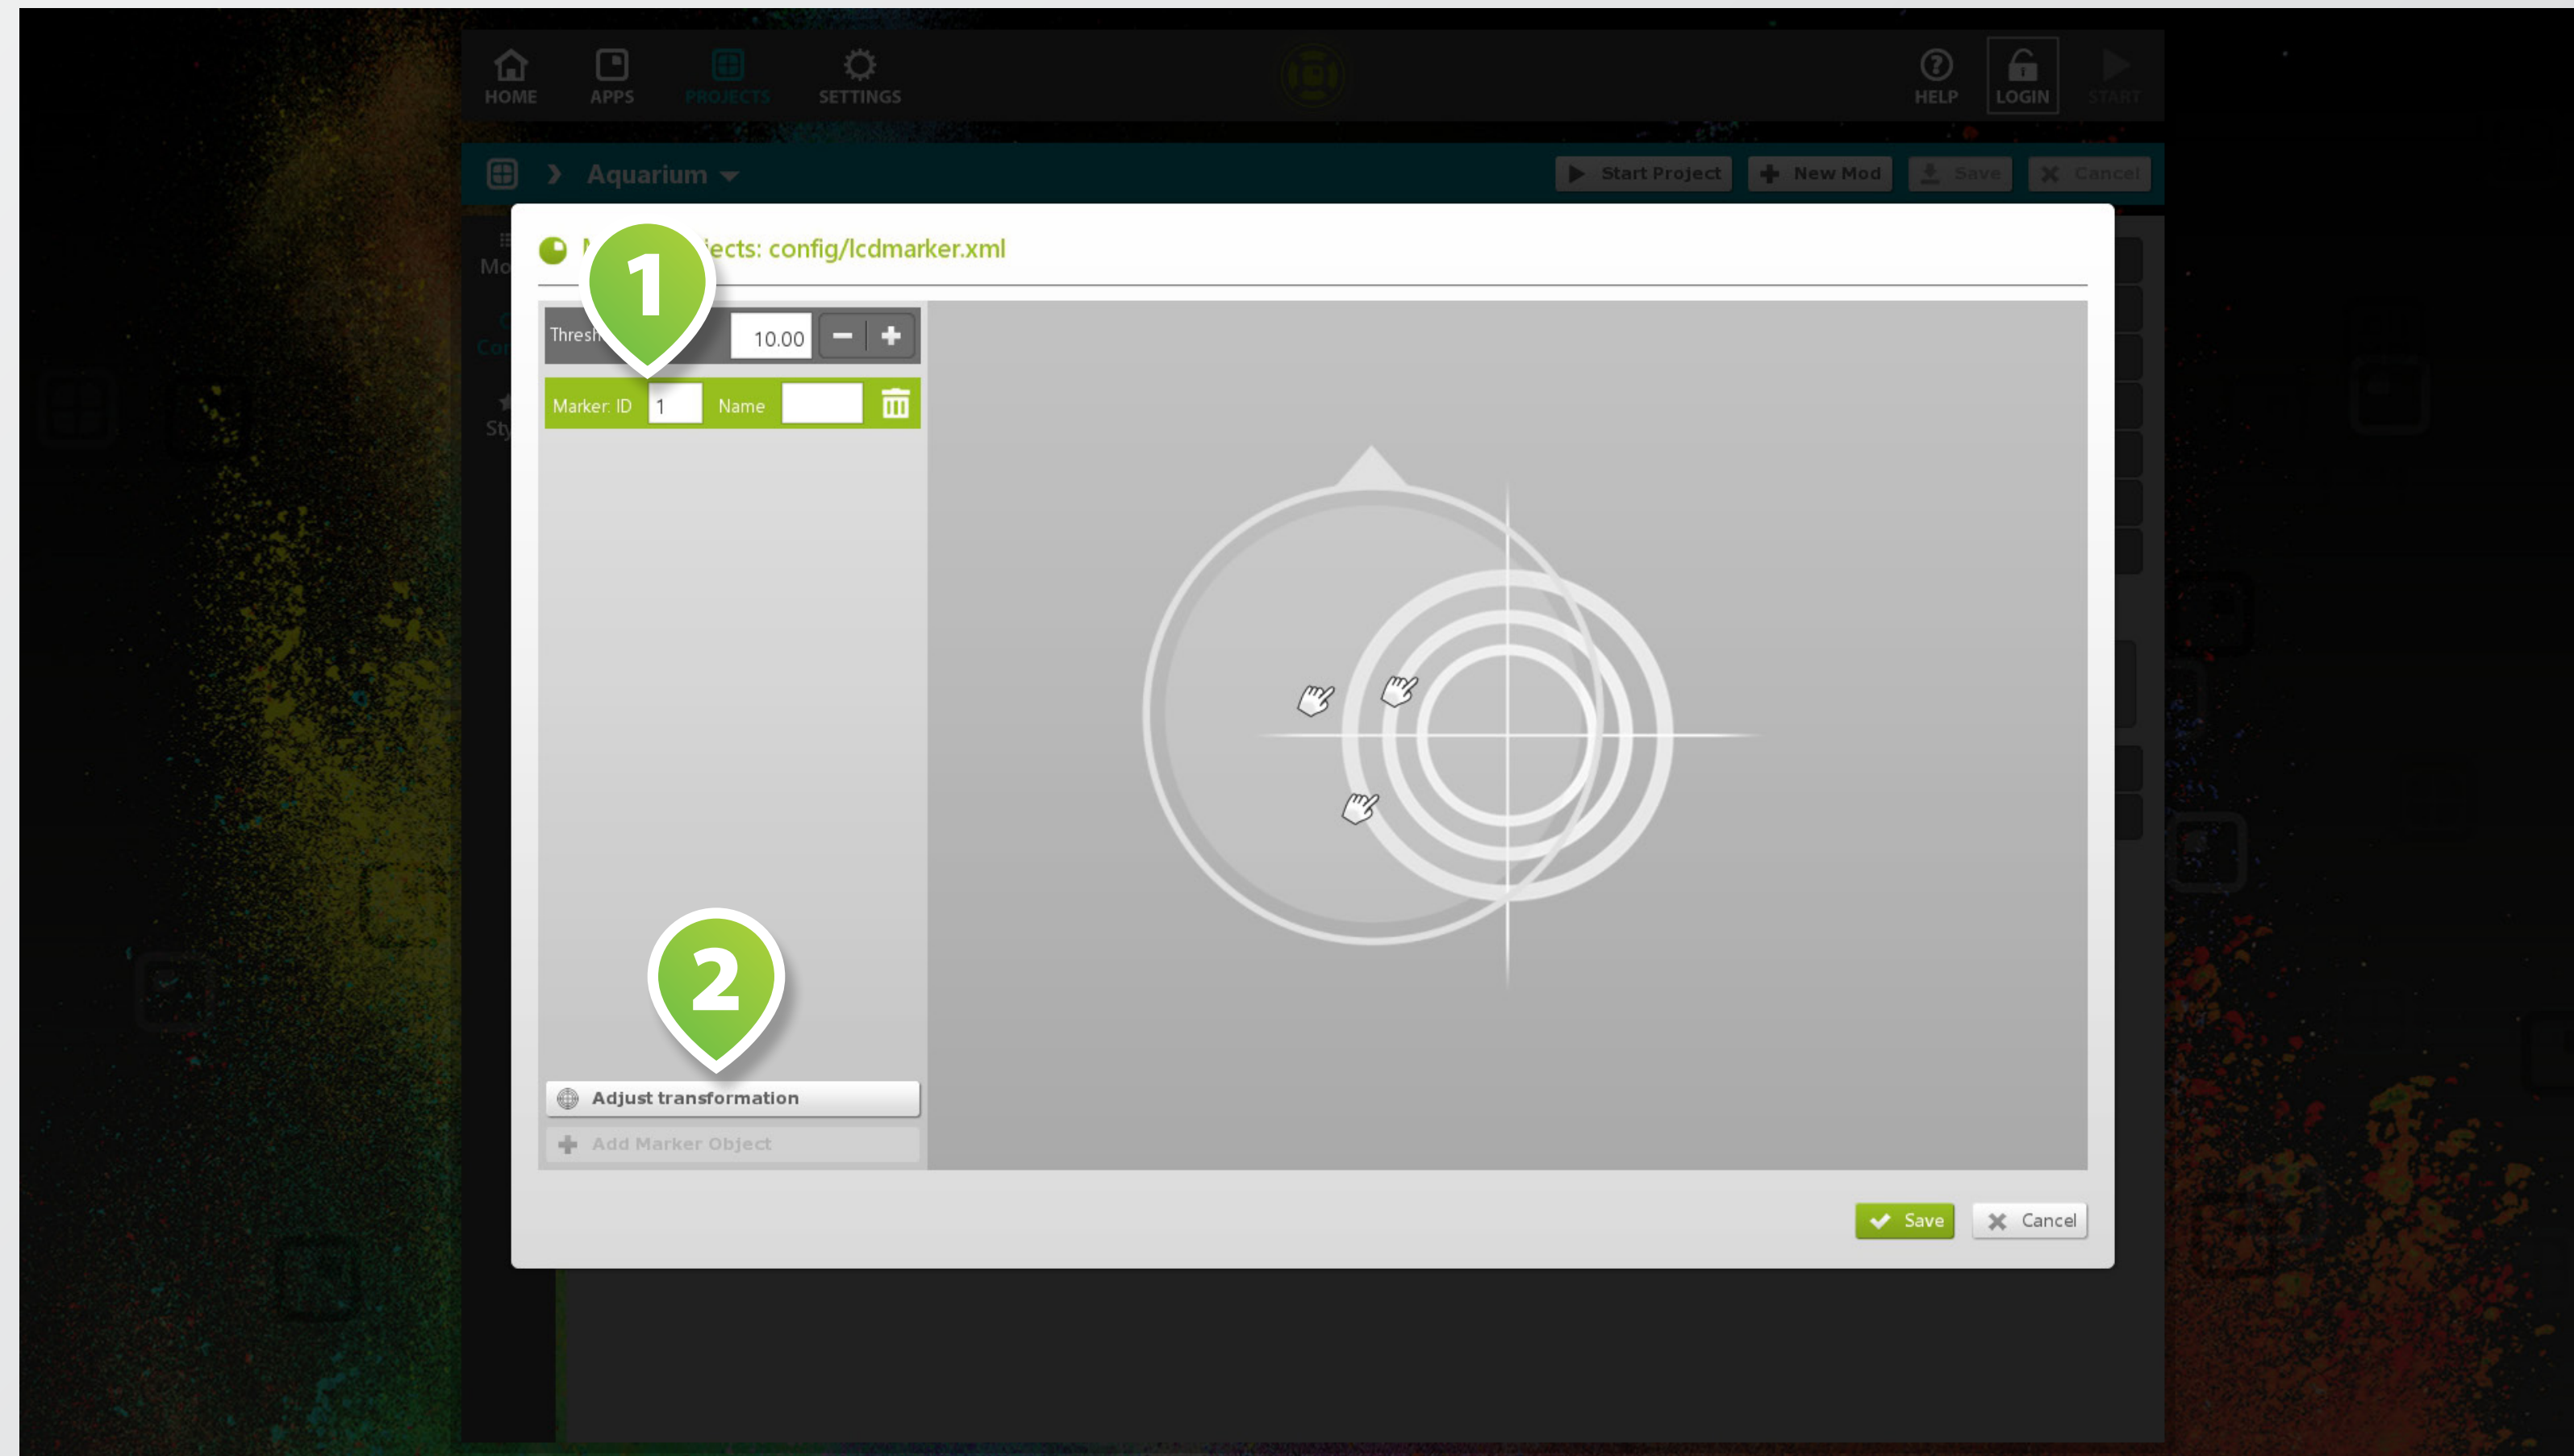 HOME APPS PROJECTS SETTINGS HELP LOGIN START
Aquarium Start Project New Mod Save Cancel
ects: config/lcdmarker.xml
1
10.00
Marker: ID 1 Name
2
Adjust transformation
Add Marker Object
Save Cancel